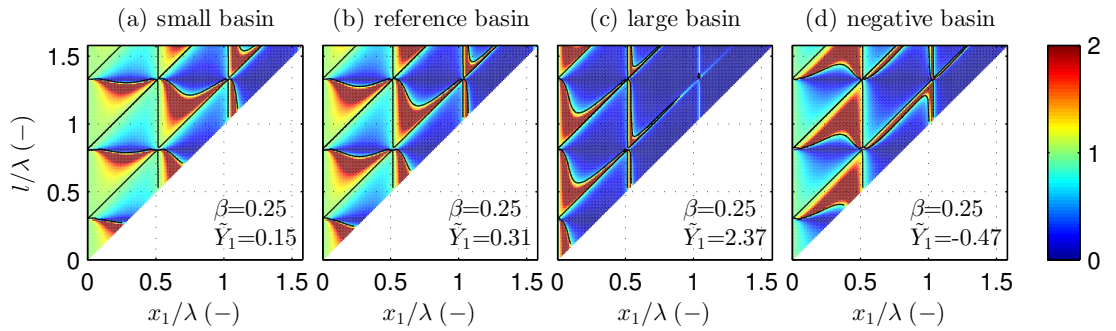 (a) small basin (b) reference basin (c) large basin (d) negative basin
1.5 2
1 1
l/λ (−)
0.5
β=0.25 β=0.25 β=0.25 β=0.25
Ỹ₁=0.15 Ỹ₁=0.31 Ỹ₁=2.37 Ỹ₁=-0.47
0 0
0 0.5 1 1.5 0 0.5 1 1.5 0 0.5 1 1.5 0 0.5 1 1.5
x₁/λ (−) x₁/λ (−) x₁/λ (−) x₁/λ (−)